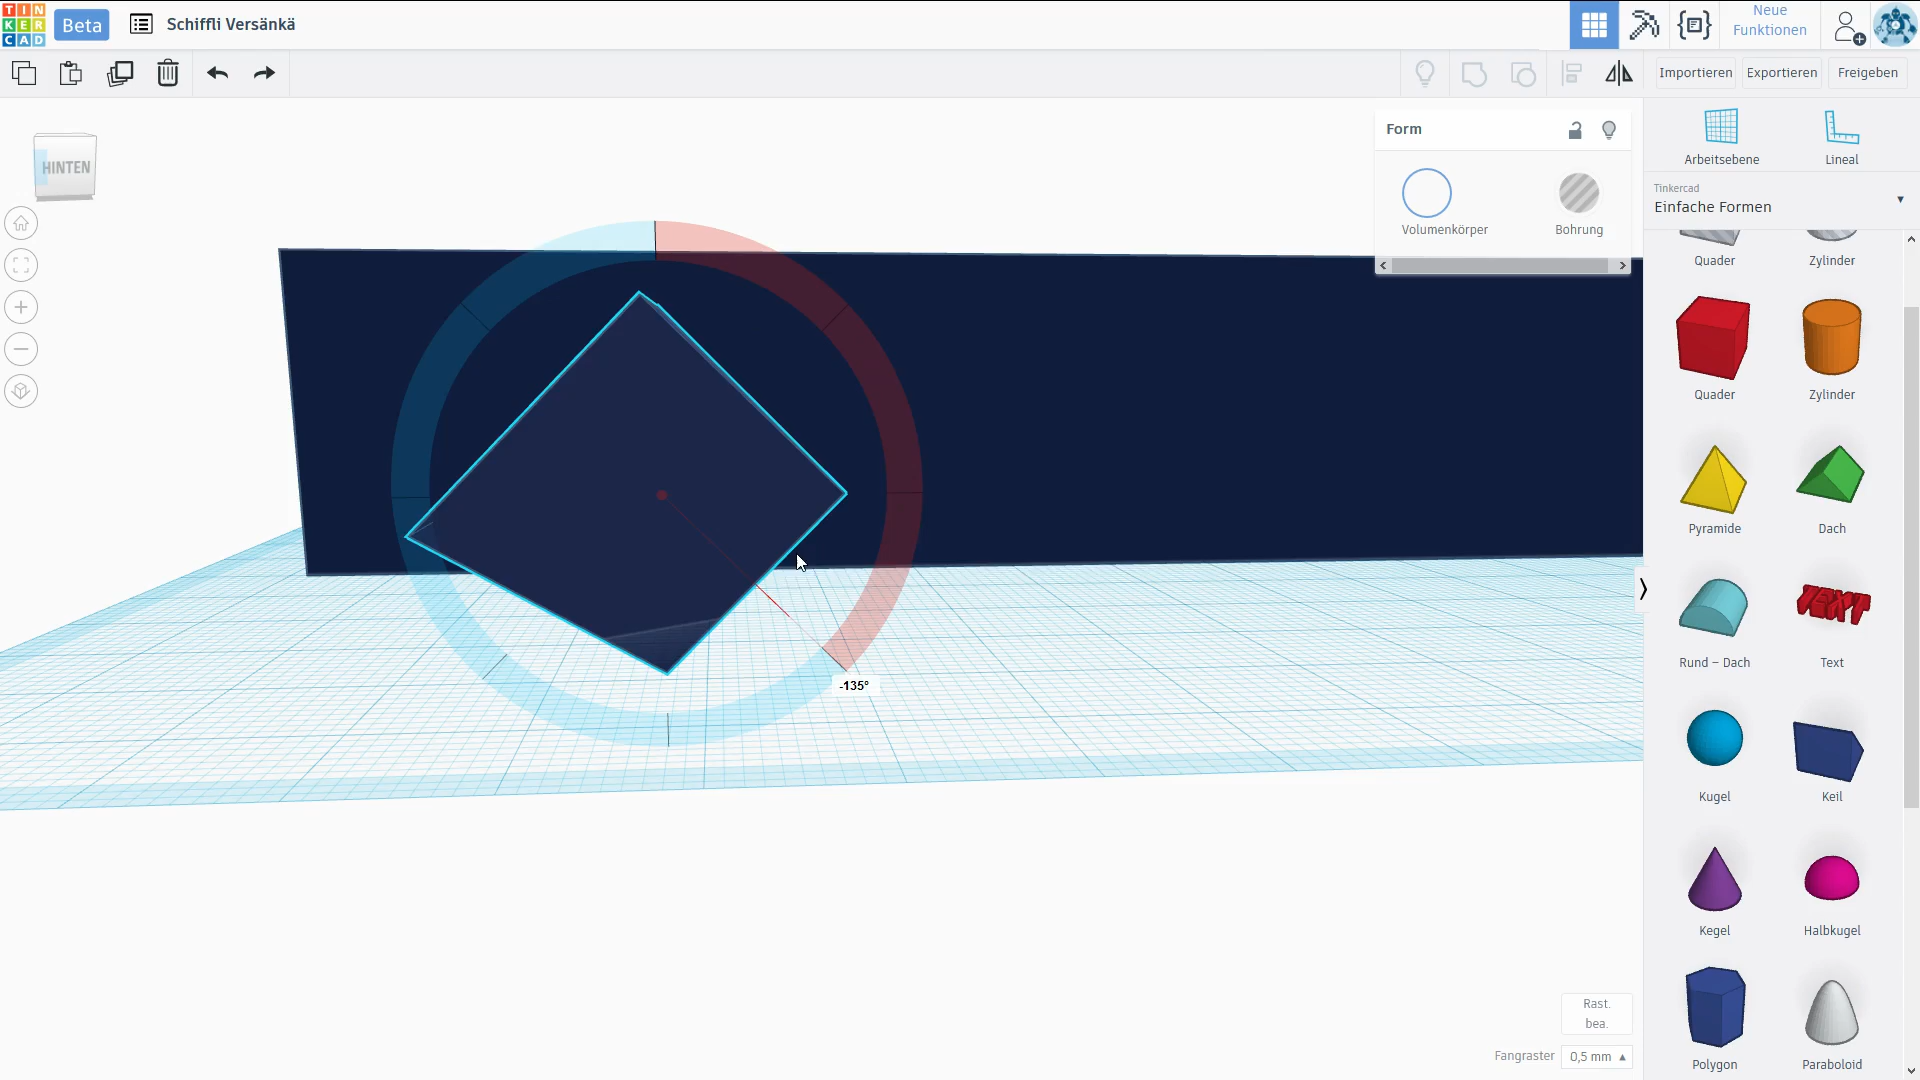 TIN
KER
CAD
Beta
Schiffli Versänkä
Neue
Funktionen
Importieren
Exportieren
Freigeben
HINTEN
Form
Volumenkörper
Bohrung
Arbeitsebene
Lineal
Tinkercad
Einfache Formen
Quader
Zylinder
Quader
Zylinder
Pyramide
Dach
TEXT
Rund - Dach
Text
-135°
Kugel
Keil
Kegel
Halbkugel
Polygon
Paraboloid
Rast.
bea.
Fangraster
0,5 mm